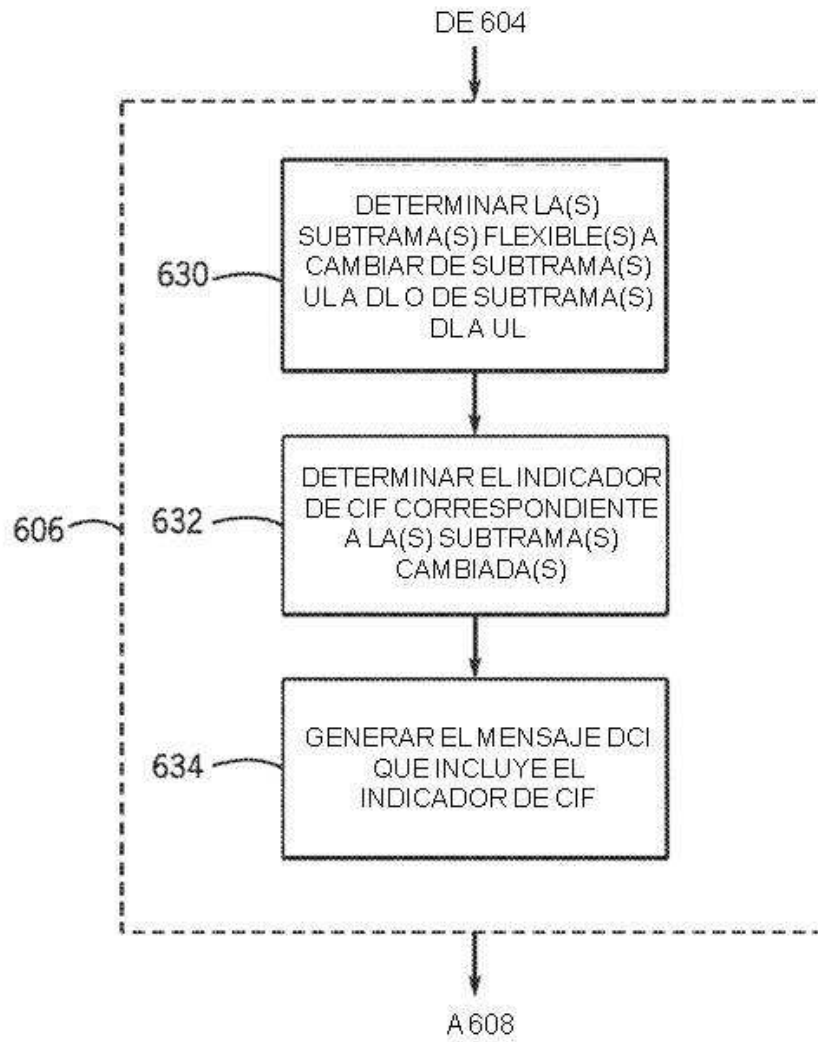 DE 604
DETERMINAR LA(S)
SUBTRAMA(S) FLEXIBLE(S) A
CAMBIAR DE SUBTRAMA(S)
UL A DL O DE SUBTRAMA(S)
DL A UL
630
DETERMINAR EL INDICADOR
DE CIF CORRESPONDIENTE
A LA(S) SUBTRAMA(S)
CAMBIADA(S)
606
632
GENERAR EL MENSAJE DCI
QUE INCLUYE EL
INDICADOR DE CIF
634
A 608